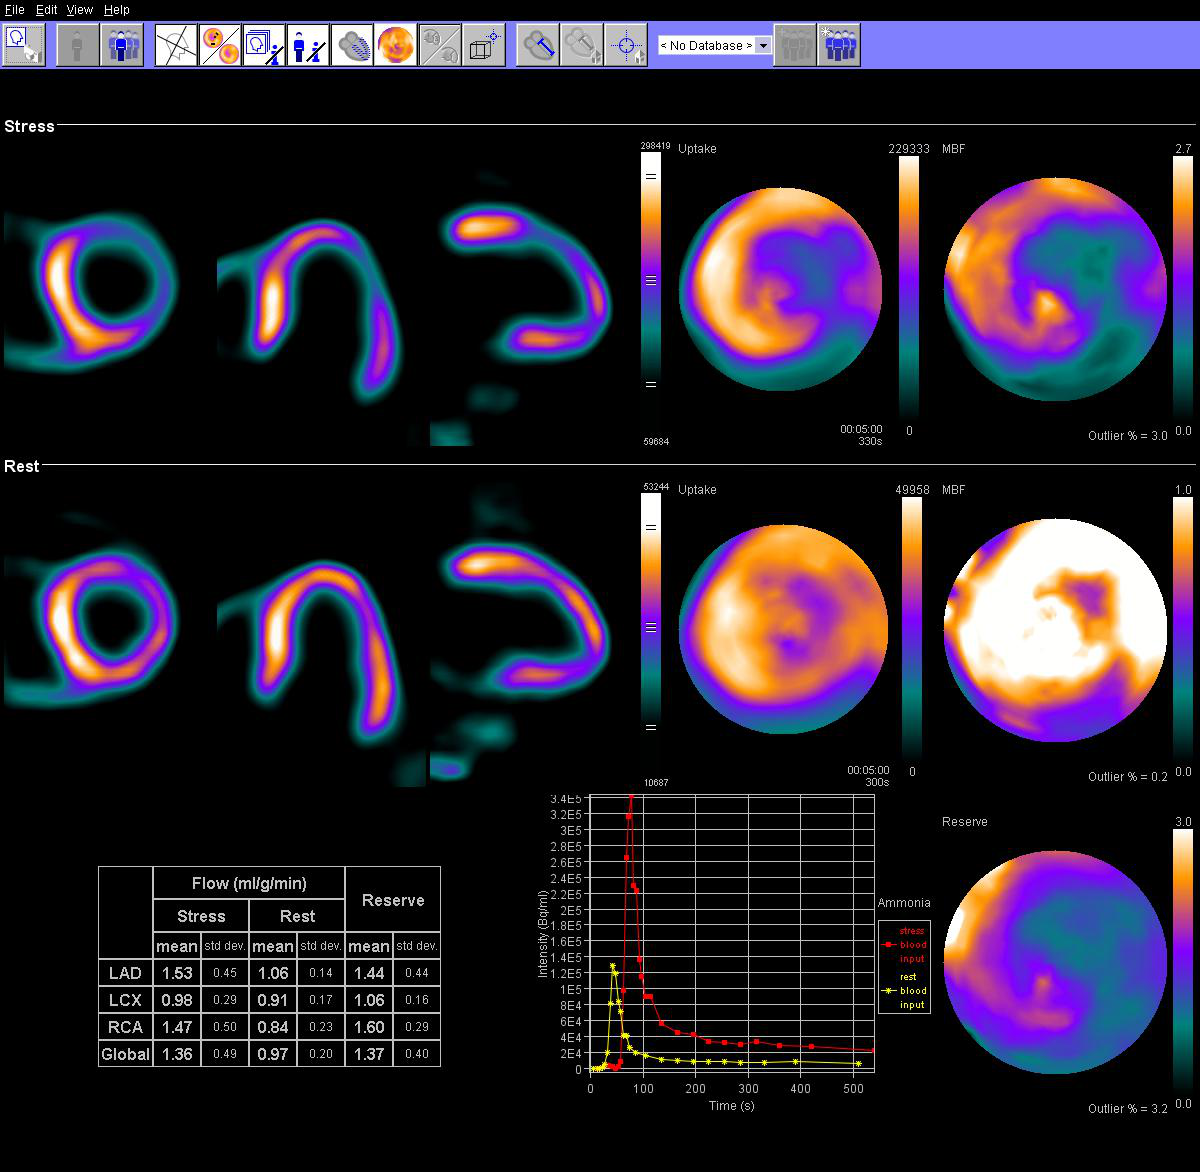 File Edit View Help
< No Database >
Stress
298419
59684
Uptake
229333
0
00:05:00
330s
MBF
2.7
0.0
Outlier % = 3.0
Rest
53244
10687
Uptake
49958
0
00:05:00
300s
MBF
1.0
0.0
Outlier % = 0.2
Flow (ml/g/min) Reserve
Stress Rest
mean std dev. mean std dev. mean std dev.
LAD 1.53 0.45 1.06 0.14 1.44 0.44
LCX 0.98 0.29 0.91 0.17 1.06 0.16
RCA 1.47 0.50 0.84 0.23 1.60 0.29
Global 1.36 0.49 0.97 0.20 1.37 0.40
Intensity (Bq/ml)
3.4E5
3.2E5
3E5
2.8E5
2.6E5
2.4E5
2.2E5
2E5
1.8E5
1.6E5
1.4E5
1.2E5
1E5
8E4
6E4
4E4
2E4
0
0 100 200 300 400 500
Time (s)
Ammonia
stress
blood
input
rest
blood
input
Reserve
3.0
0.0
Outlier % = 3.2